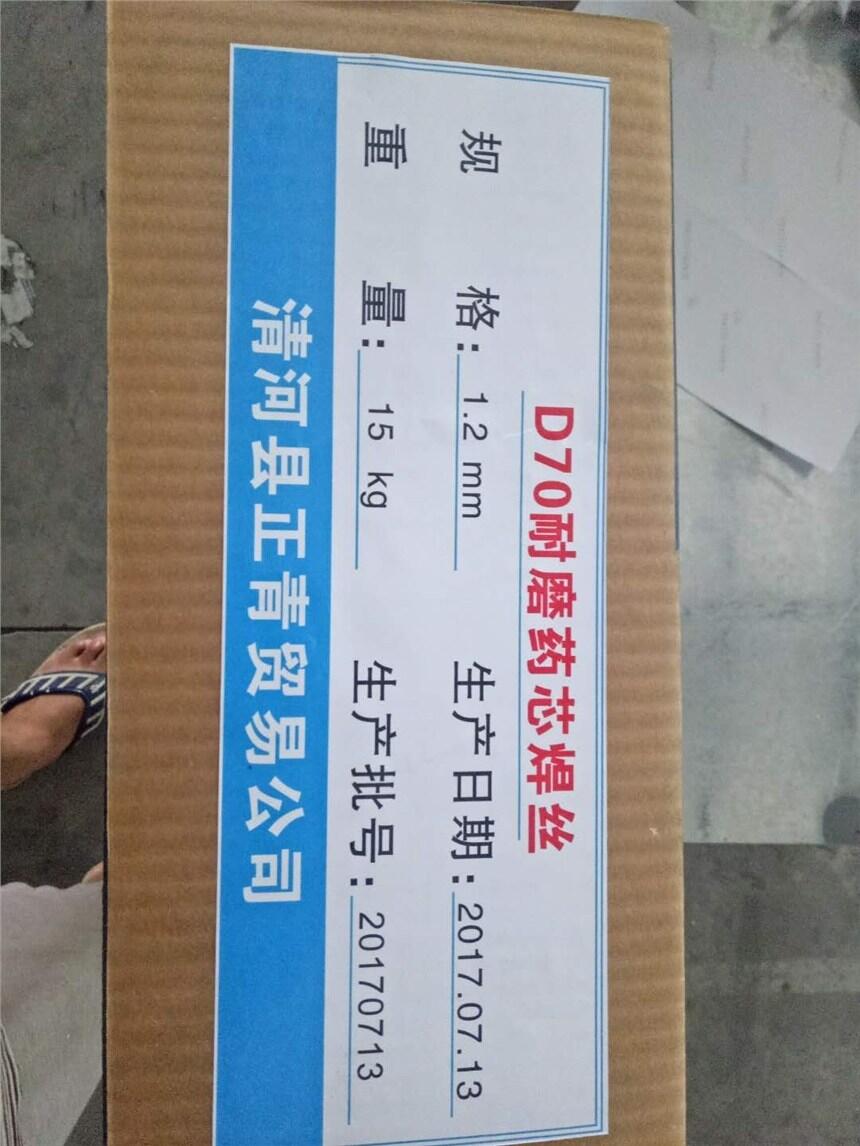 D70耐磨药芯焊丝
规 格: 1.2 mm 生产日期: 2017.07.13
重 量: 15 kg 生产批号: 20170713
清河县正青贸易公司